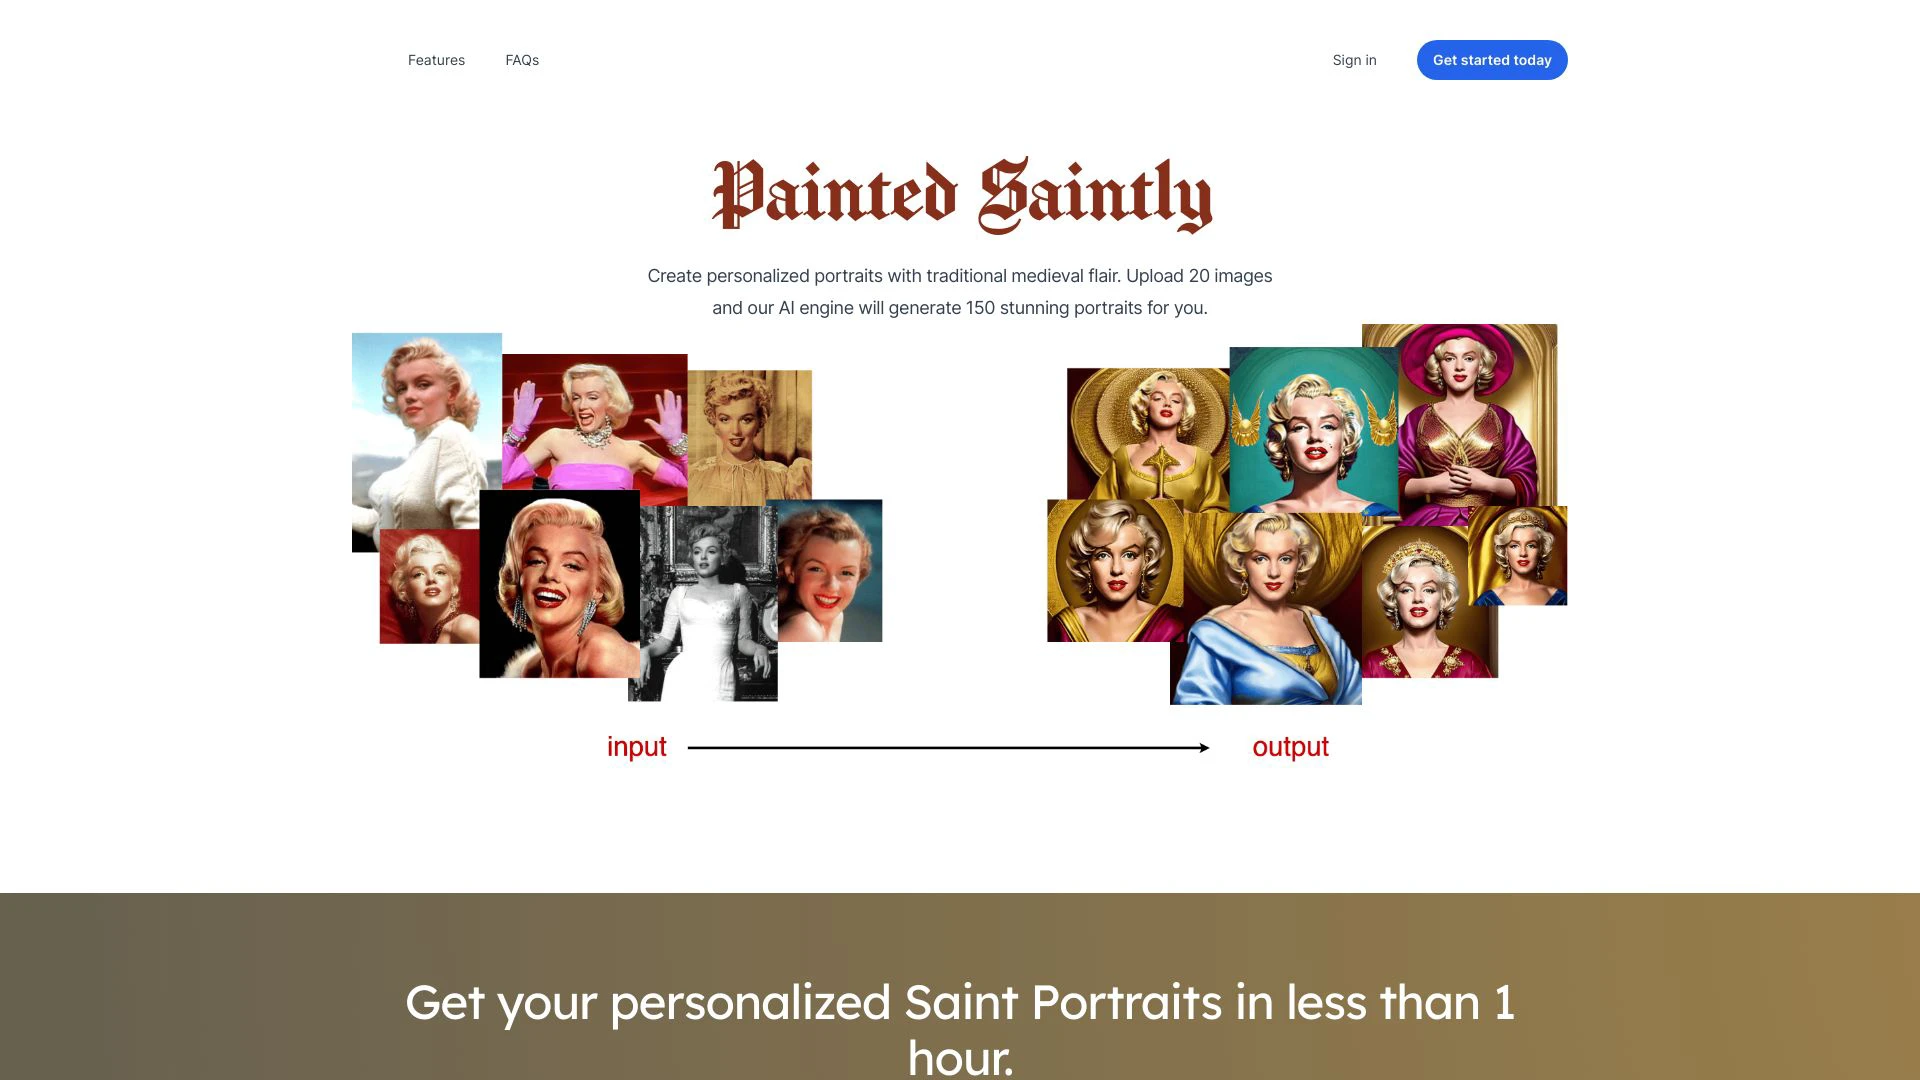 Features
FAQs
Sign in
Get started today
Painted Saintly
Create personalized portraits with traditional medieval flair. Upload 20 images
and our AI engine will generate 150 stunning portraits for you.
input
output
Get your personalized Saint Portraits in less than 1
hour.